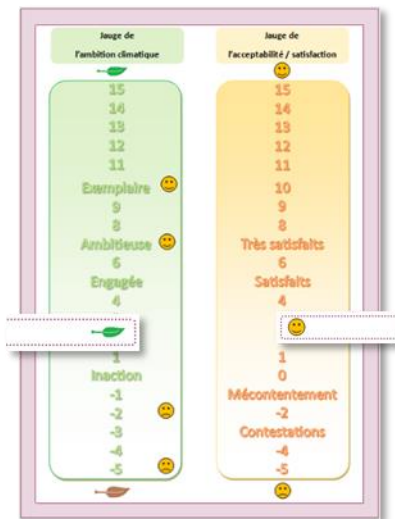 Jauge de
l'ambition climatique
15
14
13
12
11
Exemplaire
9
8
Ambitieuse
6
Engagée
4
1
Inaction
-1
-2
-3
-4
-5
Jauge de
l'acceptabilité / satisfaction
15
14
13
12
11
10
9
8
Très satisfaits
6
Satisfaits
4
1
0
Mécontentement
-2
Contestations
-4
-5